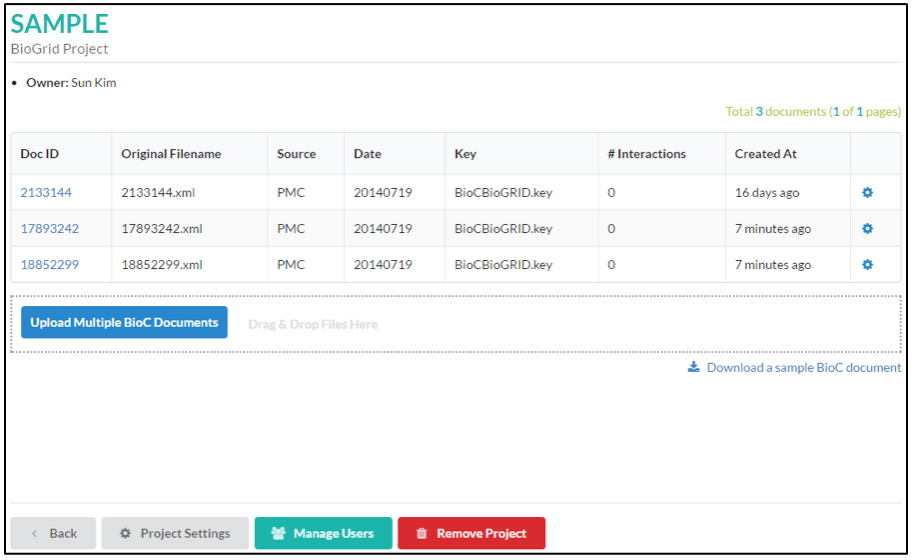 SAMPLE
BioGrid Project
• Owner: Sun Kim
Total 3 documents (1 of 1 pages)
Doc ID Original Filename Source Date Key # Interactions Created At
2133144 2133144.xml PMC 20140719 BioCBioGRID.key 0 16 days ago
17893242 17893242.xml PMC 20140719 BioCBioGRID.key 0 7 minutes ago
18852299 18852299.xml PMC 20140719 BioCBioGRID.key 0 7 minutes ago
Upload Multiple BioC Documents Drag & Drop Files Here
Download a sample BioC document
< Back Project Settings Manage Users Remove Project